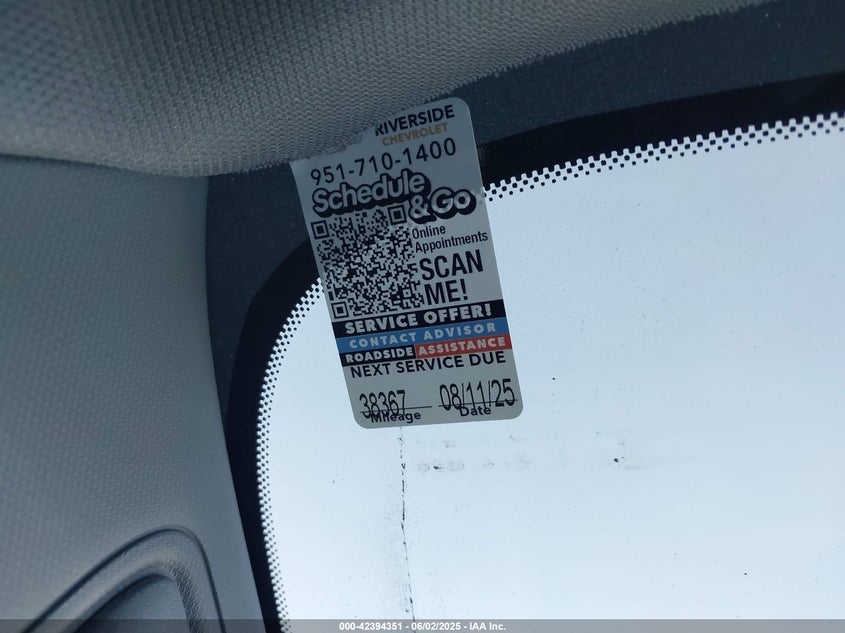 RIVERSIDE
CHEVROLET
951-710-1400
Schedule
& Go
Online
Appointments
SCAN
ME!
SERVICE OFFER!
CONTACT ADVISOR
ROADSIDE ASSISTANCE
NEXT SERVICE DUE
38367 08/11/25
Mileage Date
000-42394351 - 06/02/2025 - IAA Inc.